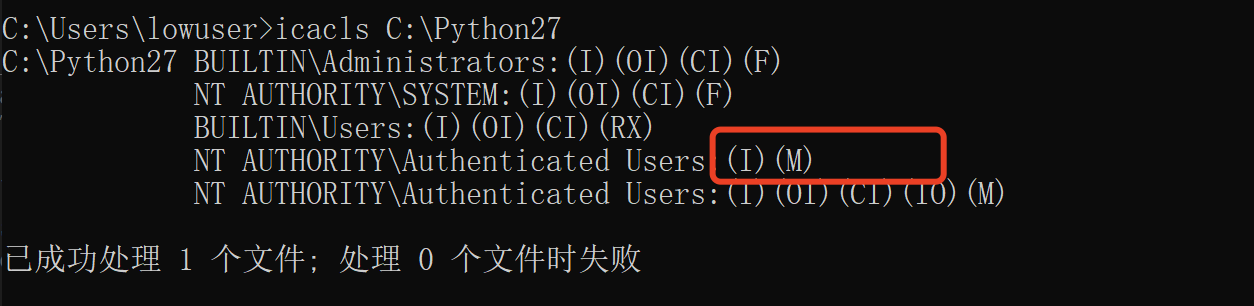 C:\Users\lowuser>icacls C:\Python27
C:\Python27 BUILTIN\Administrators:(I)(OI)(CI)(F)
NT AUTHORITY\SYSTEM:(I)(OI)(CI)(F)
BUILTIN\Users:(I)(OI)(CI)(RX)
NT AUTHORITY\Authenticated Users:(I)(M)
NT AUTHORITY\Authenticated Users:(I)(OI)(CI)(IO)(M)
已成功处理 1 个文件; 处理 0 个文件时失败